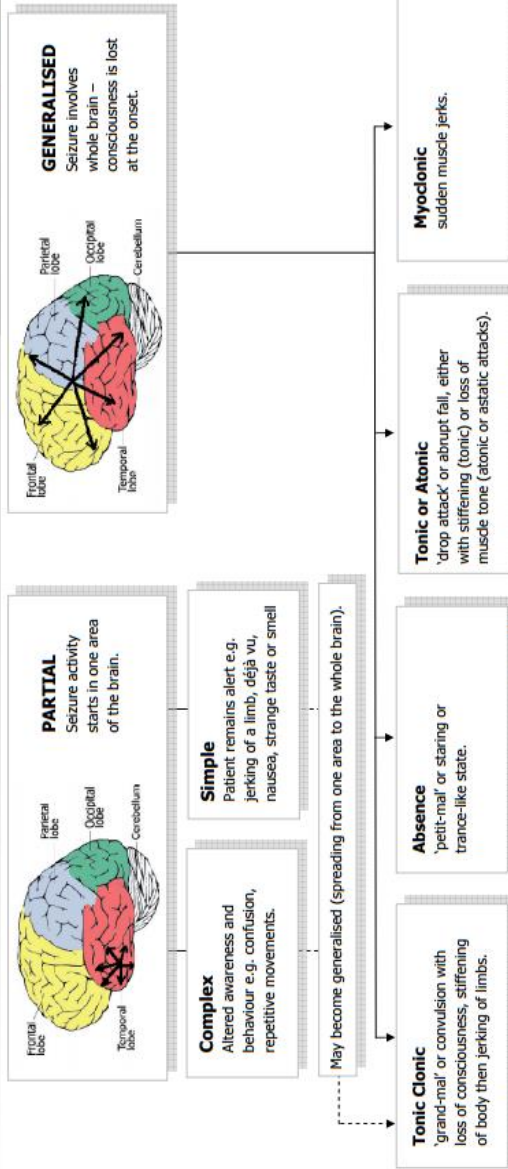 PARTIAL
Seizure activity
starts in one area
of the brain.
Frontal
lobe
Parietal
lobe
Occipital
lobe
Cerebellum
Temporal
lobe
GENERALISED
Seizure involves
whole brain –
consciousness is lost
at the onset.
Frontal
lobe
Parietal
lobe
Occipital
lobe
Cerebellum
Temporal
lobe
Complex
Altered awareness and
behaviour e.g. confusion,
repetitive movements.
Simple
Patient remains alert e.g.
jerking of a limb, déjà vu,
nausea, strange taste or smell
May become generalised (spreading from one area to the whole brain).
Tonic Clonic
‘grand-mal’ or convulsion with
loss of consciousness, stiffening
of body then jerking of limbs.
Absence
‘petit-mal’ or staring or
trance-like state.
Tonic or Atonic
‘drop attack’ or abrupt fall, either
with stiffening (tonic) or loss of
muscle tone (atonic or astatic attacks).
Myoclonic
sudden muscle jerks.